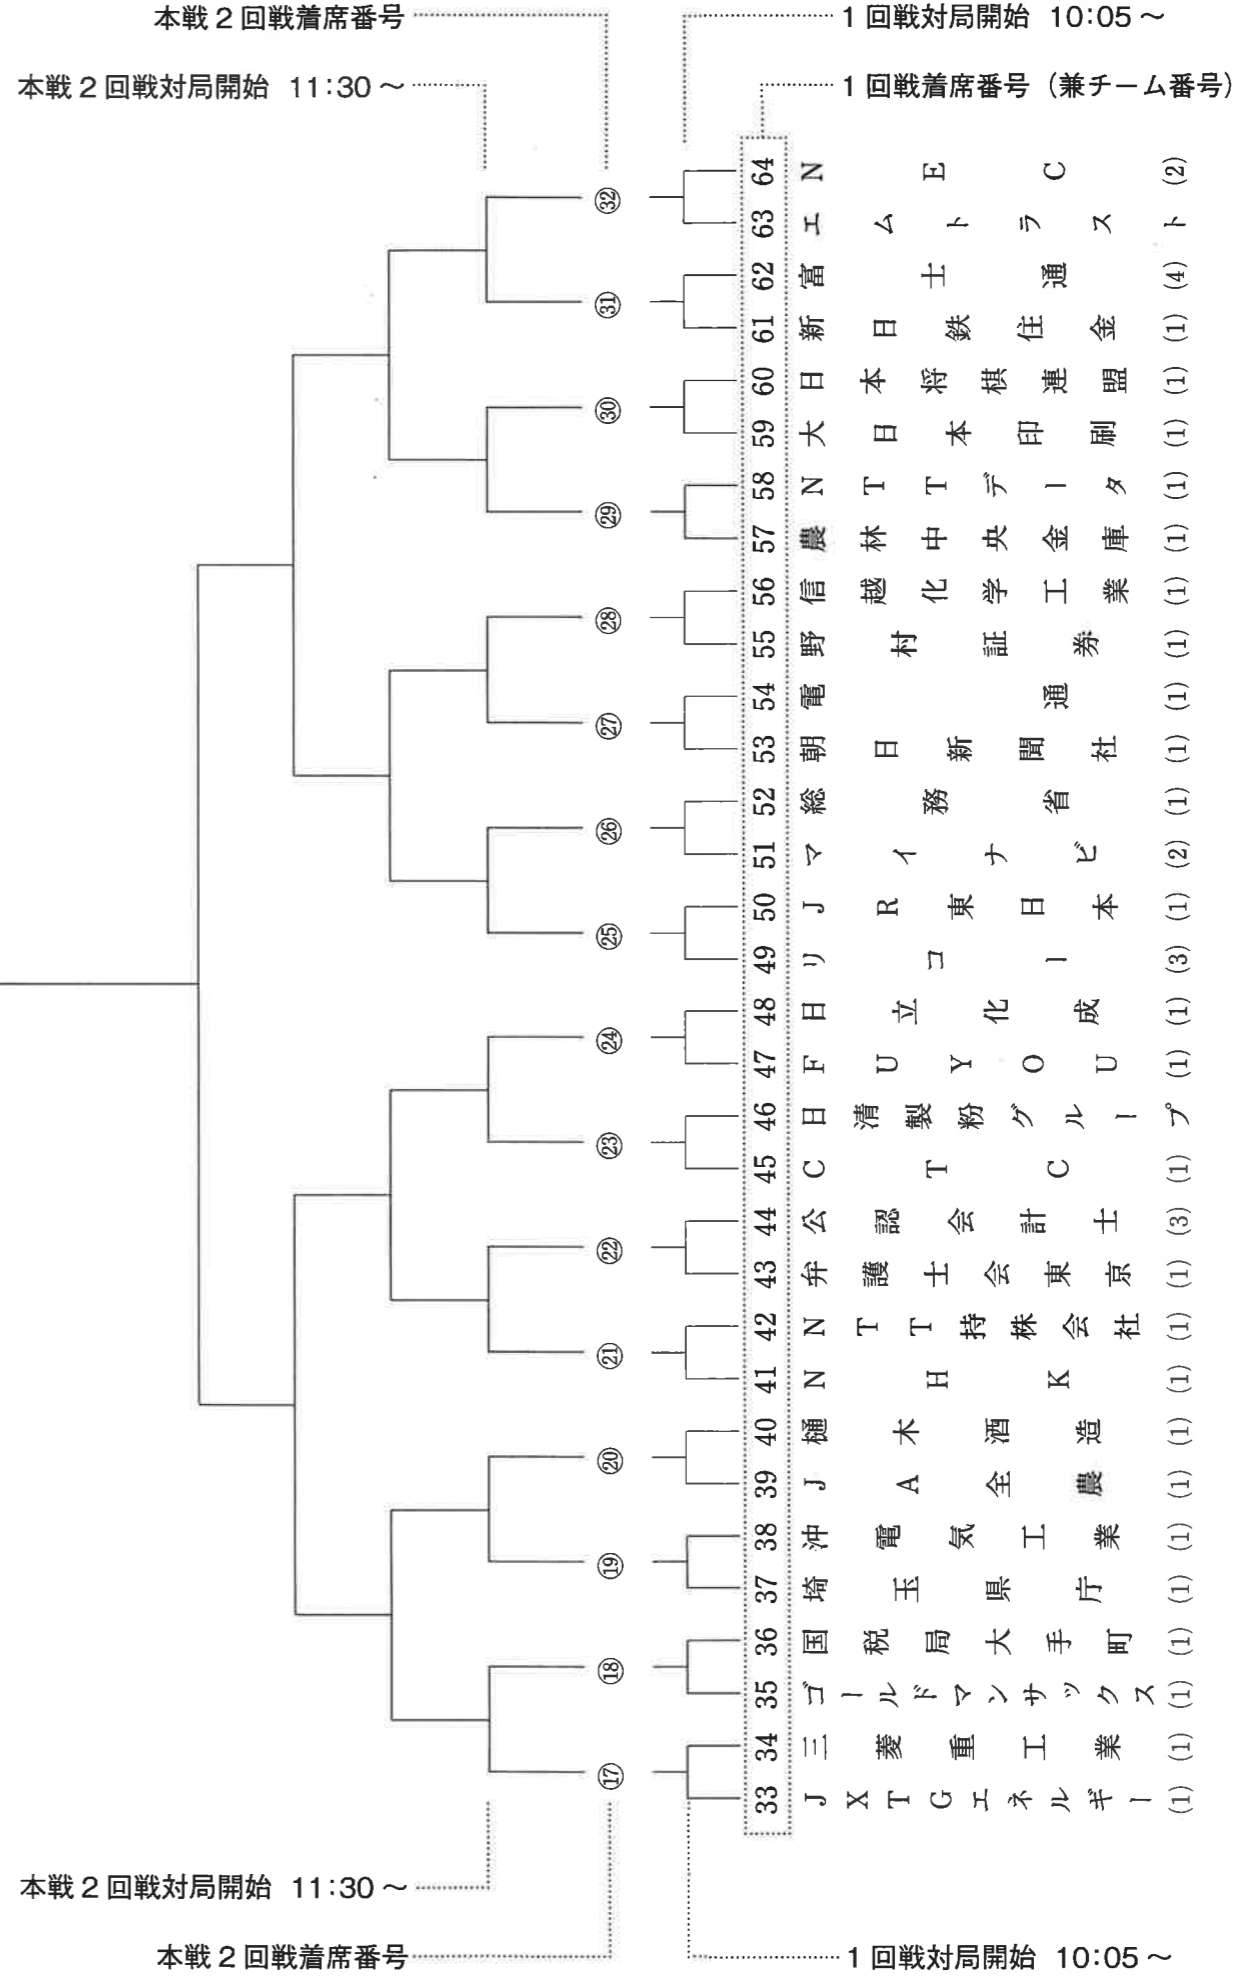 本戦2回戦着席番号
1回戦対局開始 10:05～
本戦2回戦対局開始 11:30～
1回戦着席番号（兼チーム番号）
㉜
㉛
㉚
㉙
㉘
㉗
㉖
㉕
㉔
㉓
㉒
㉑
⑳
⑲
⑱
⑰
64 NEC (2)
63 エムトラスト
62 富士通 (4)
61 新日鉄住金 (1)
60 日本将棋連盟 (1)
59 大日本印刷 (1)
58 NTTデータ (1)
57 農林中央金庫 (1)
56 信越化学工業 (1)
55 野村証券 (1)
54 電通 (1)
53 朝日新聞社 (1)
52 総務省 (1)
51 マイナビ (2)
50 JR東日本 (1)
49 リコー (3)
48 日立化成 (1)
47 FUYOU (1)
46 日清製粉グループ
45 CTC (1)
44 公認会計士 (3)
43 弁護士会東京 (1)
42 NTT持株会社 (1)
41 NHK (1)
40 樋木酒造 (1)
39 JA全農 (1)
38 沖電気工業 (1)
37 埼玉県庁 (1)
36 国税局大手町 (1)
35 ゴールドマンサックス (1)
34 三菱重工業 (1)
33 JXTGエネルギー (1)
本戦2回戦対局開始 11:30～
本戦2回戦着席番号
1回戦対局開始 10:05～